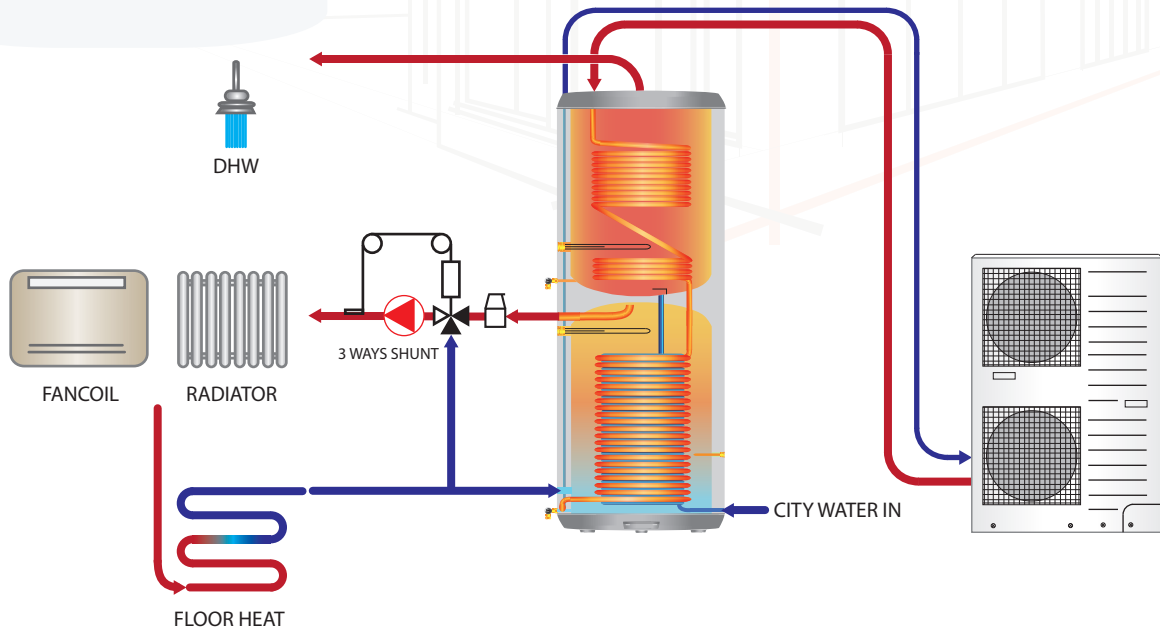 DHW
3 WAYS SHUNT
FANCOIL
RADIATOR
CITY WATER IN
FLOOR HEAT